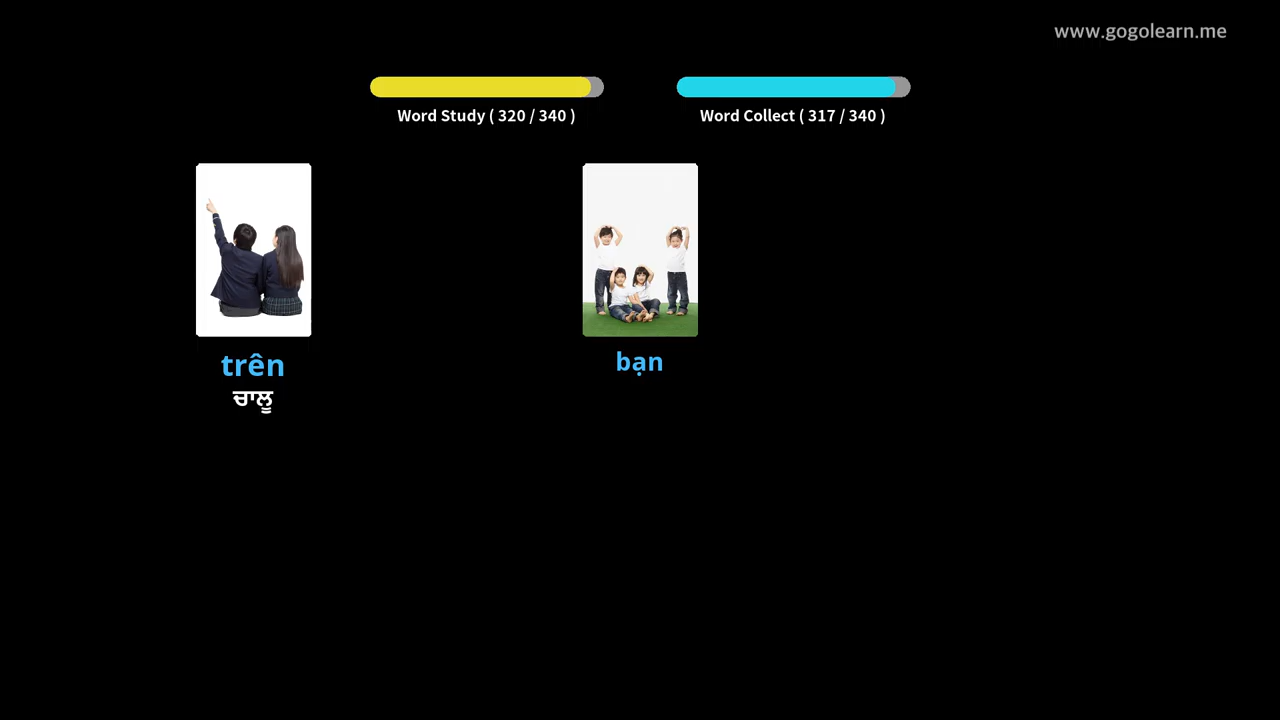 www.gogolearn.me
Word Study ( 320 / 340 )
Word Collect ( 317 / 340 )
trên
ਚਾਲੂ
bạn